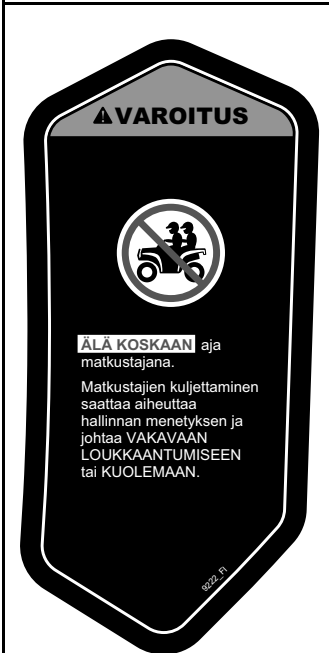 VAROITUS
ÄLÄ KOSKAAN aja
matkustajana.
Matkustajien kuljettaminen
saattaa aiheuttaa
hallinnan menetyksen ja
johtaa VAKAVAAN
LOUKKAANTUMISEEN
tai KUOLEMAAN.
9222_FI